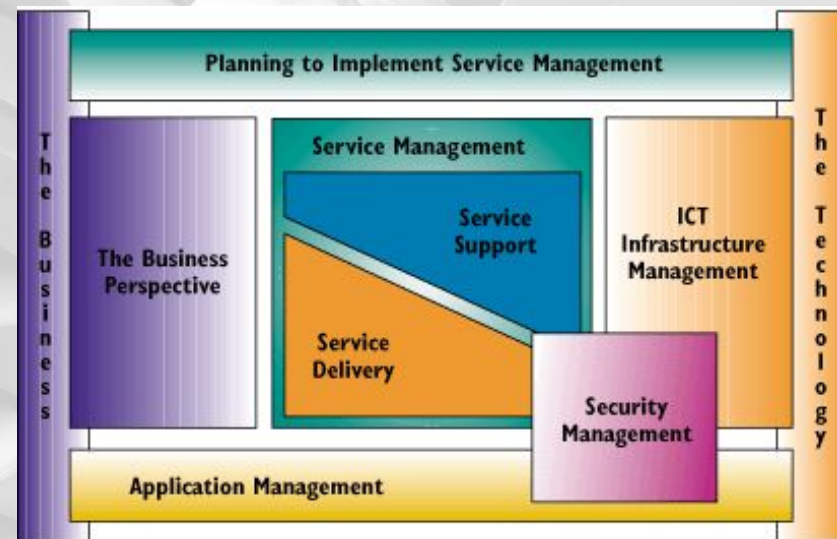 Planning to Implement Service Management
The Business
The Technology
Service Management
The Business
Perspective
Service
Support
ICT
Infrastructure
Management
Service
Delivery
Security
Management
Application Management